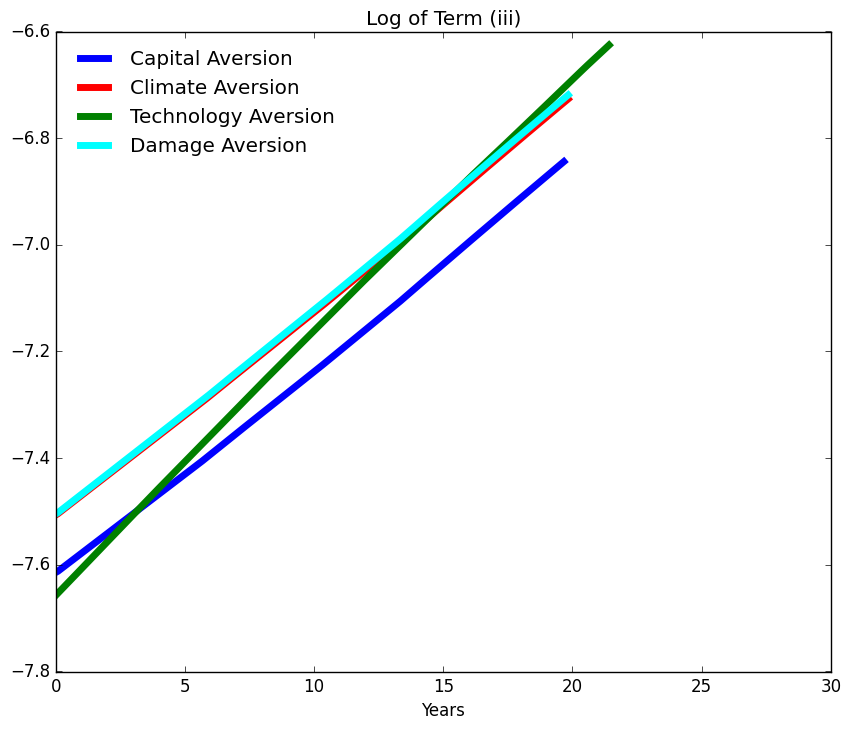 Log of Term (iii)
Capital Aversion
Climate Aversion
Technology Aversion
Damage Aversion
−6.6
−6.8
−7.0
−7.2
−7.4
−7.6
−7.8
0 5 10 15 20 25 30
Years